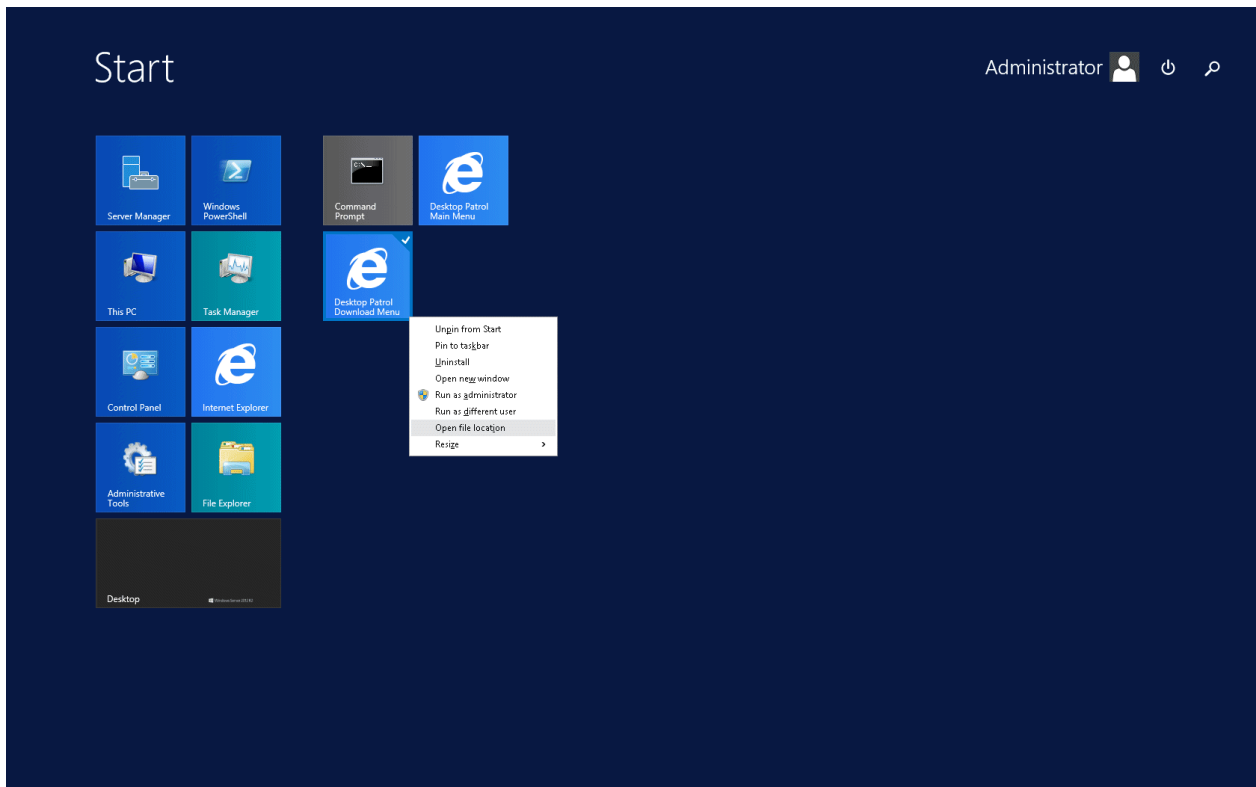 Start
Administrator
Server Manager
Windows
PowerShell
Command
Prompt
Desktop Patrol
Main Menu
This PC
Task Manager
Desktop Patrol
Download Menu
Unpin from Start
Pin to taskbar
Uninstall
Open new window
Run as administrator
Run as different user
Open file location
Resize
Control Panel
Internet Explorer
Administrative
Tools
File Explorer
Desktop